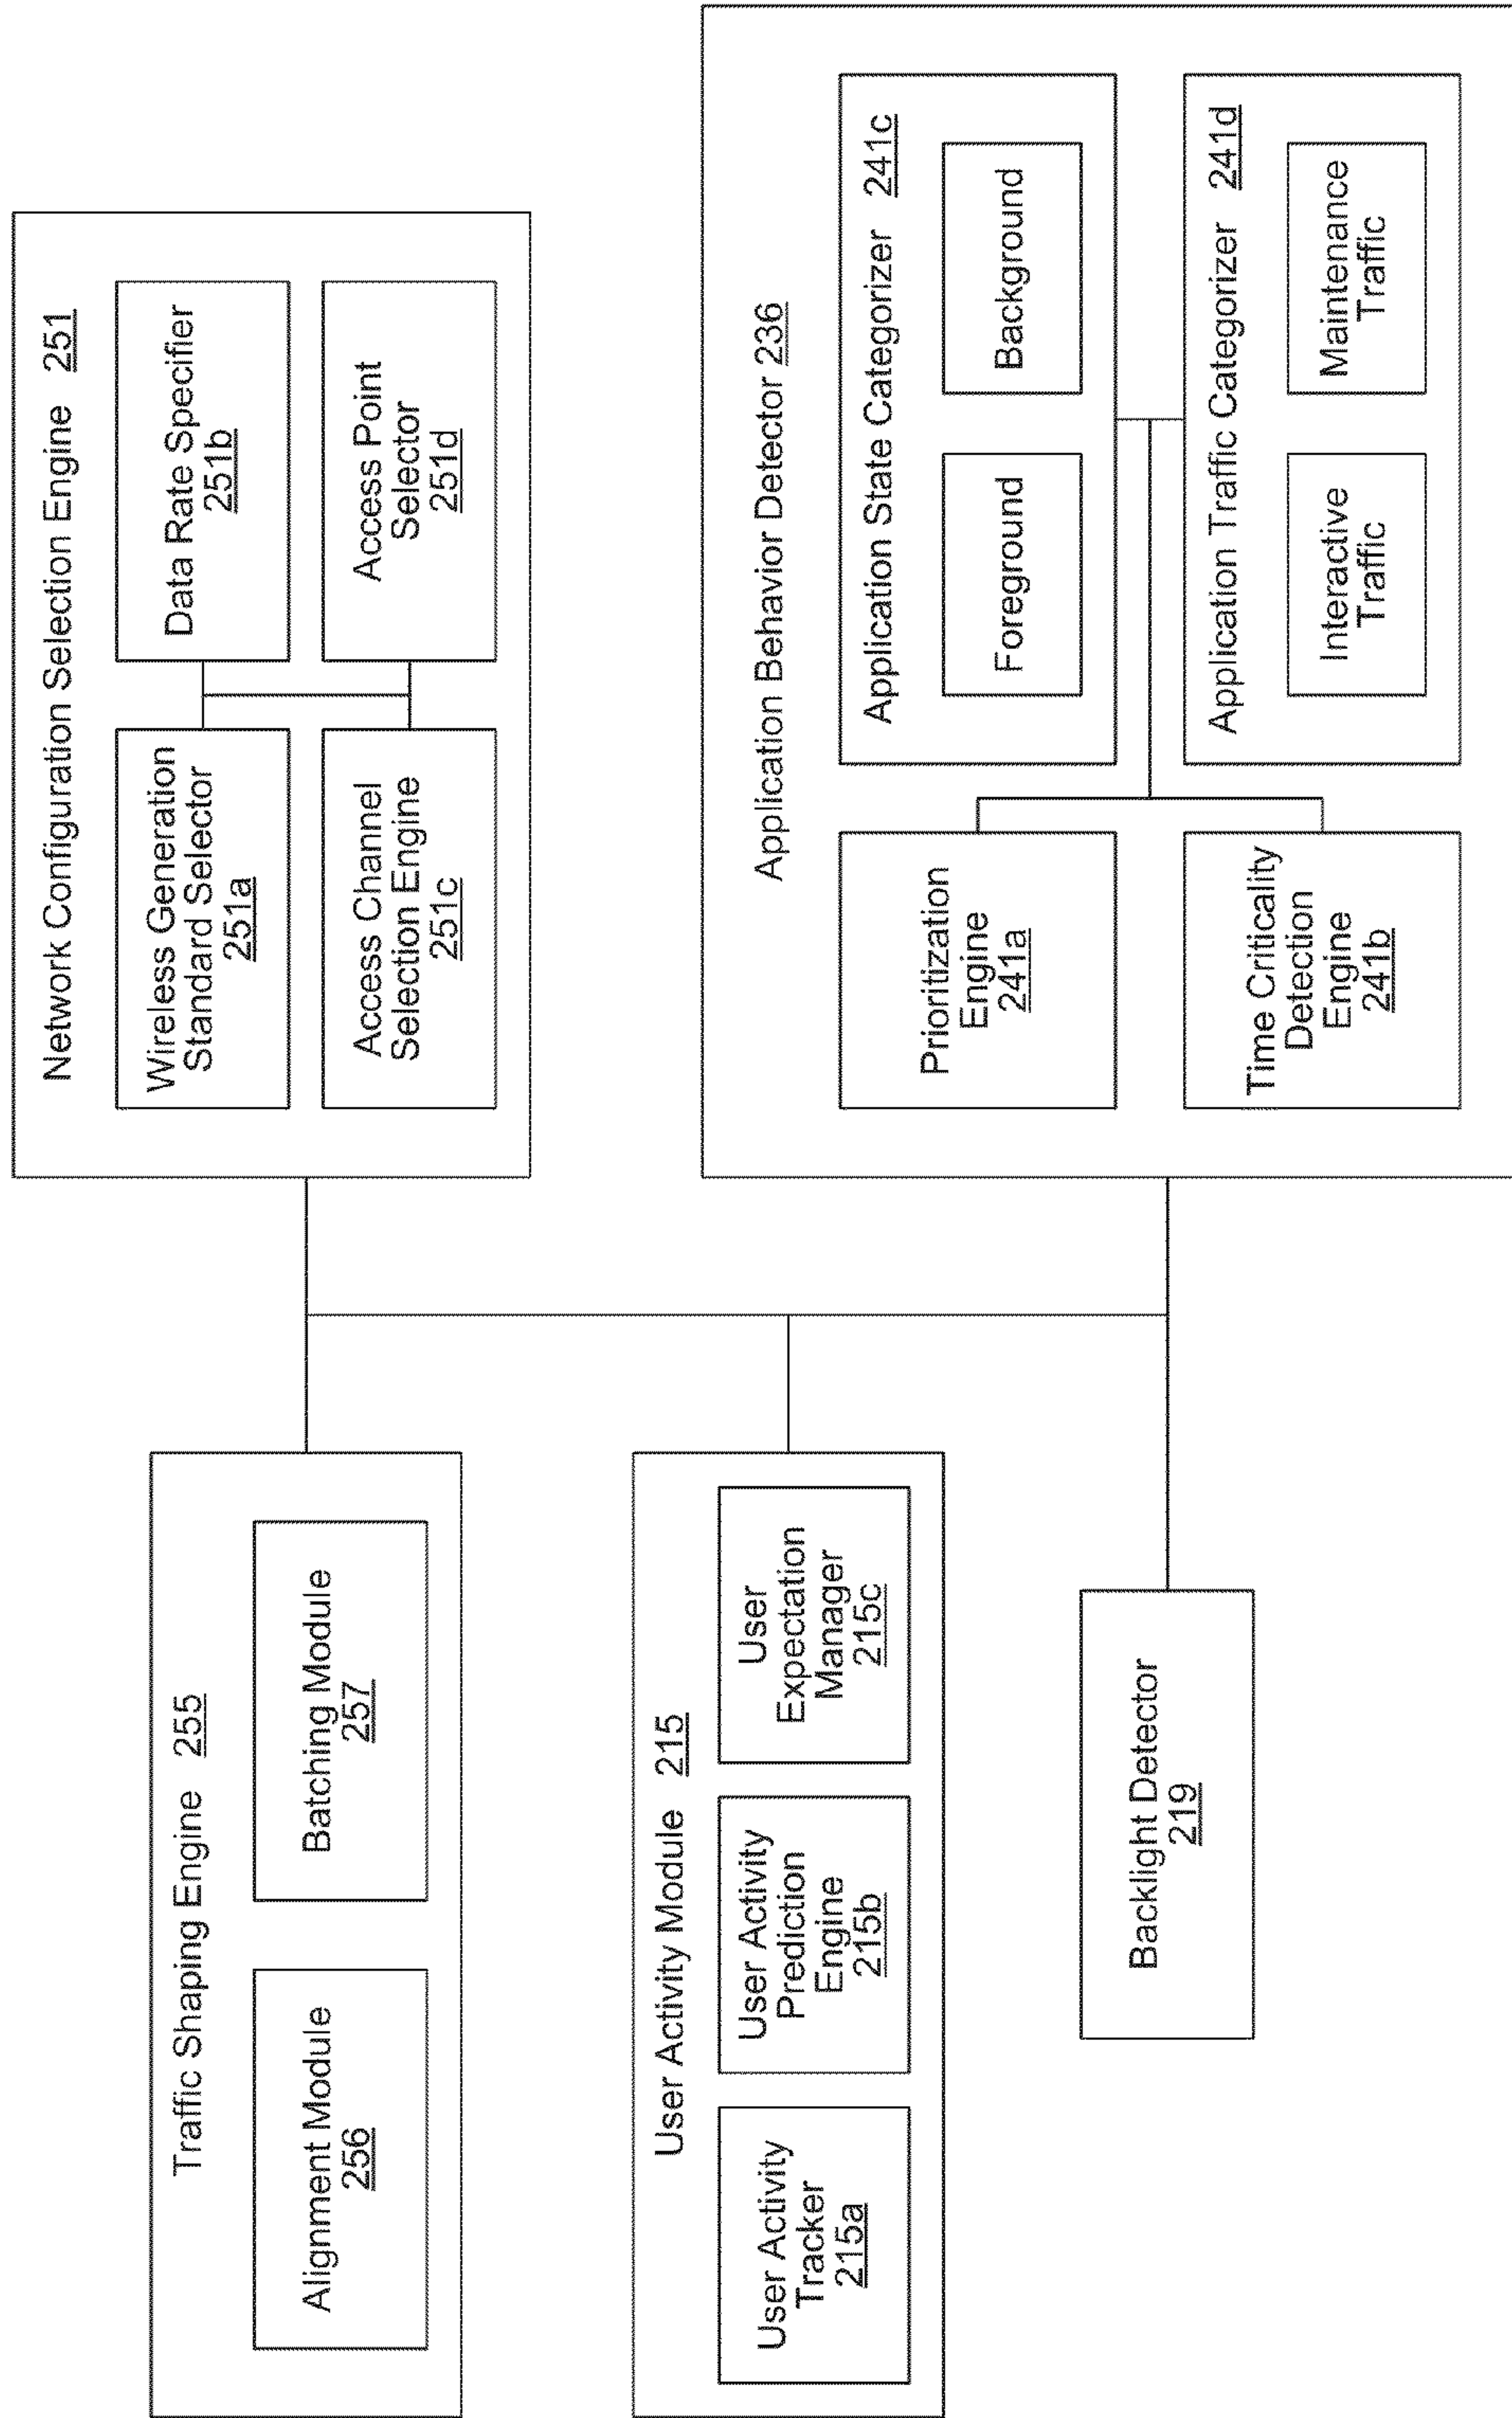 Traffic Shaping Engine 255
Alignment Module
256
Batching Module
257
User Activity Module 215
User Activity
Tracker
215a
User Activity
Prediction
Engine
215b
User
Expectation
Manager
215c
Backlight Detector
219
Network Configuration Selection Engine 251
Wireless Generation
Standard Selector
251a
Data Rate Specifier
251b
Access Channel
Selection Engine
251c
Access Point
Selector
251d
Application Behavior Detector 236
Prioritization
Engine
241a
Time Criticality
Detection
Engine
241b
Application State Categorizer 241c
Foreground
Background
Application Traffic Categorizer 241d
Interactive
Traffic
Maintenance
Traffic